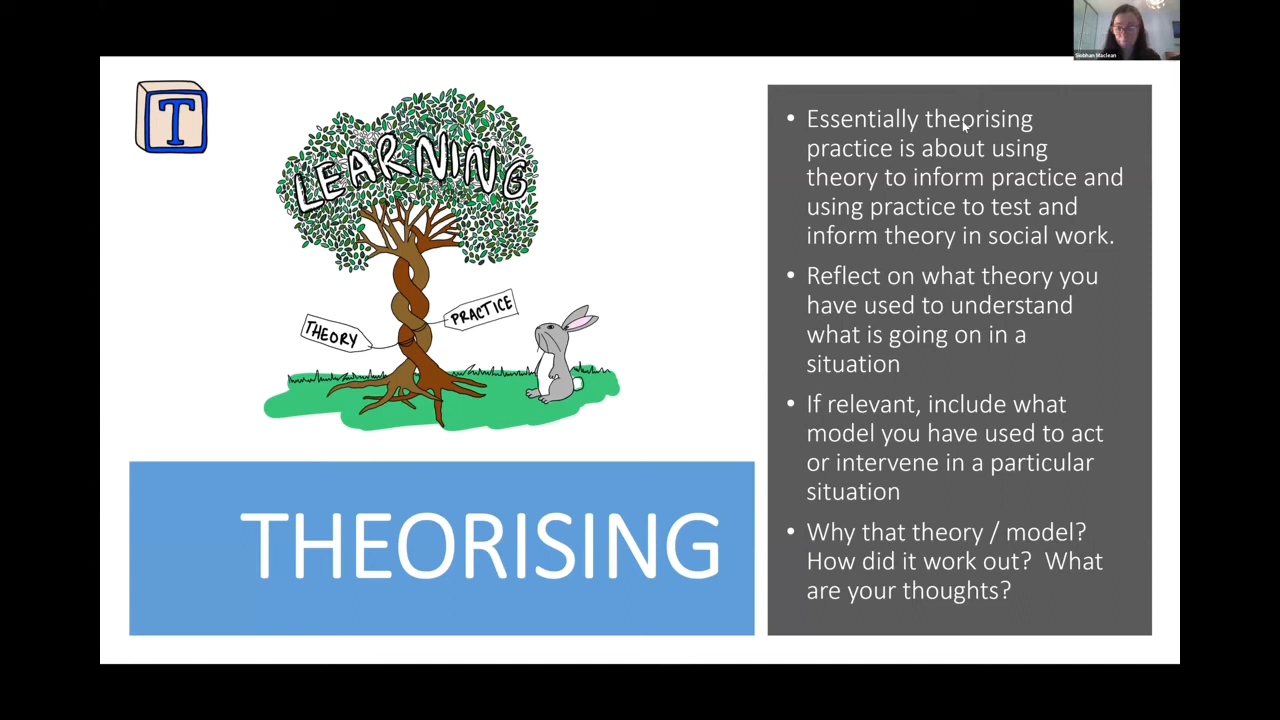 Siobhan Maclean
T
LEARNING
THEORY
PRACTICE
THEORISING
• Essentially theorising
practice is about using
theory to inform practice and
using practice to test and
inform theory in social work.
• Reflect on what theory you
have used to understand
what is going on in a
situation
• If relevant, include what
model you have used to act
or intervene in a particular
situation
• Why that theory / model?
How did it work out?  What
are your thoughts?